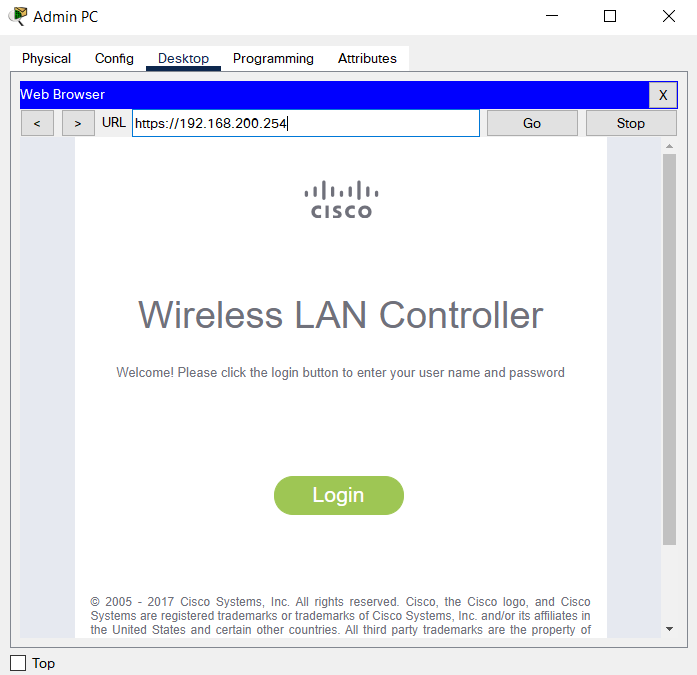 Admin PC
Physical Config Desktop Programming Attributes
Web Browser X
< > URL https://192.168.200.254 Go Stop
CISCO
Wireless LAN Controller
Welcome! Please click the login button to enter your user name and password
Login
© 2005 - 2017 Cisco Systems, Inc. All rights reserved. Cisco, the Cisco logo, and Cisco
Systems are registered trademarks or trademarks of Cisco Systems, Inc. and/or its affiliates in
the United States and certain other countries. All third party trademarks are the property of
Top